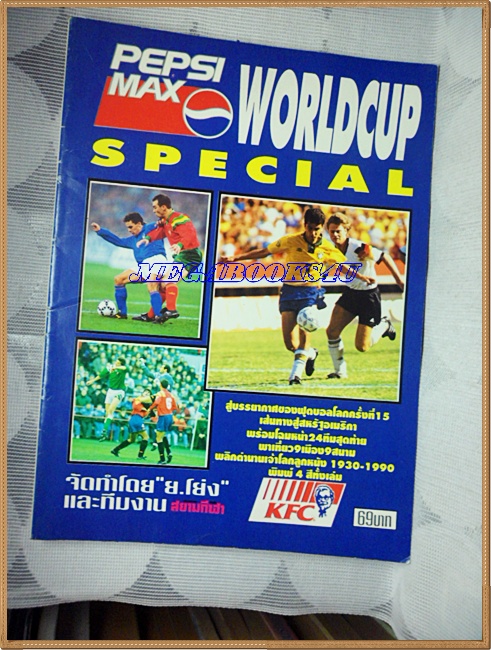 PEPSI
MAX
WORLDCUP
SPECIAL
MEGABOOKS4U
สู่บรรยากาศของฟุตบอลโลกครั้งที่ 15
เส้นทางสู่สหรัฐอเมริกา
พร้อมโฉมหน้า24ทีมสุดท้าย
พาเที่ยว9เมือง9สนาม
พลิกตำนานเจ้าโลกลูกหนัง 1930-1990
พิมพ์ 4 สีทั้งเล่ม
จัดทำโดย"ย.โย่ง"
และทีมงาน สยามกีฬา
KFC
69บาท